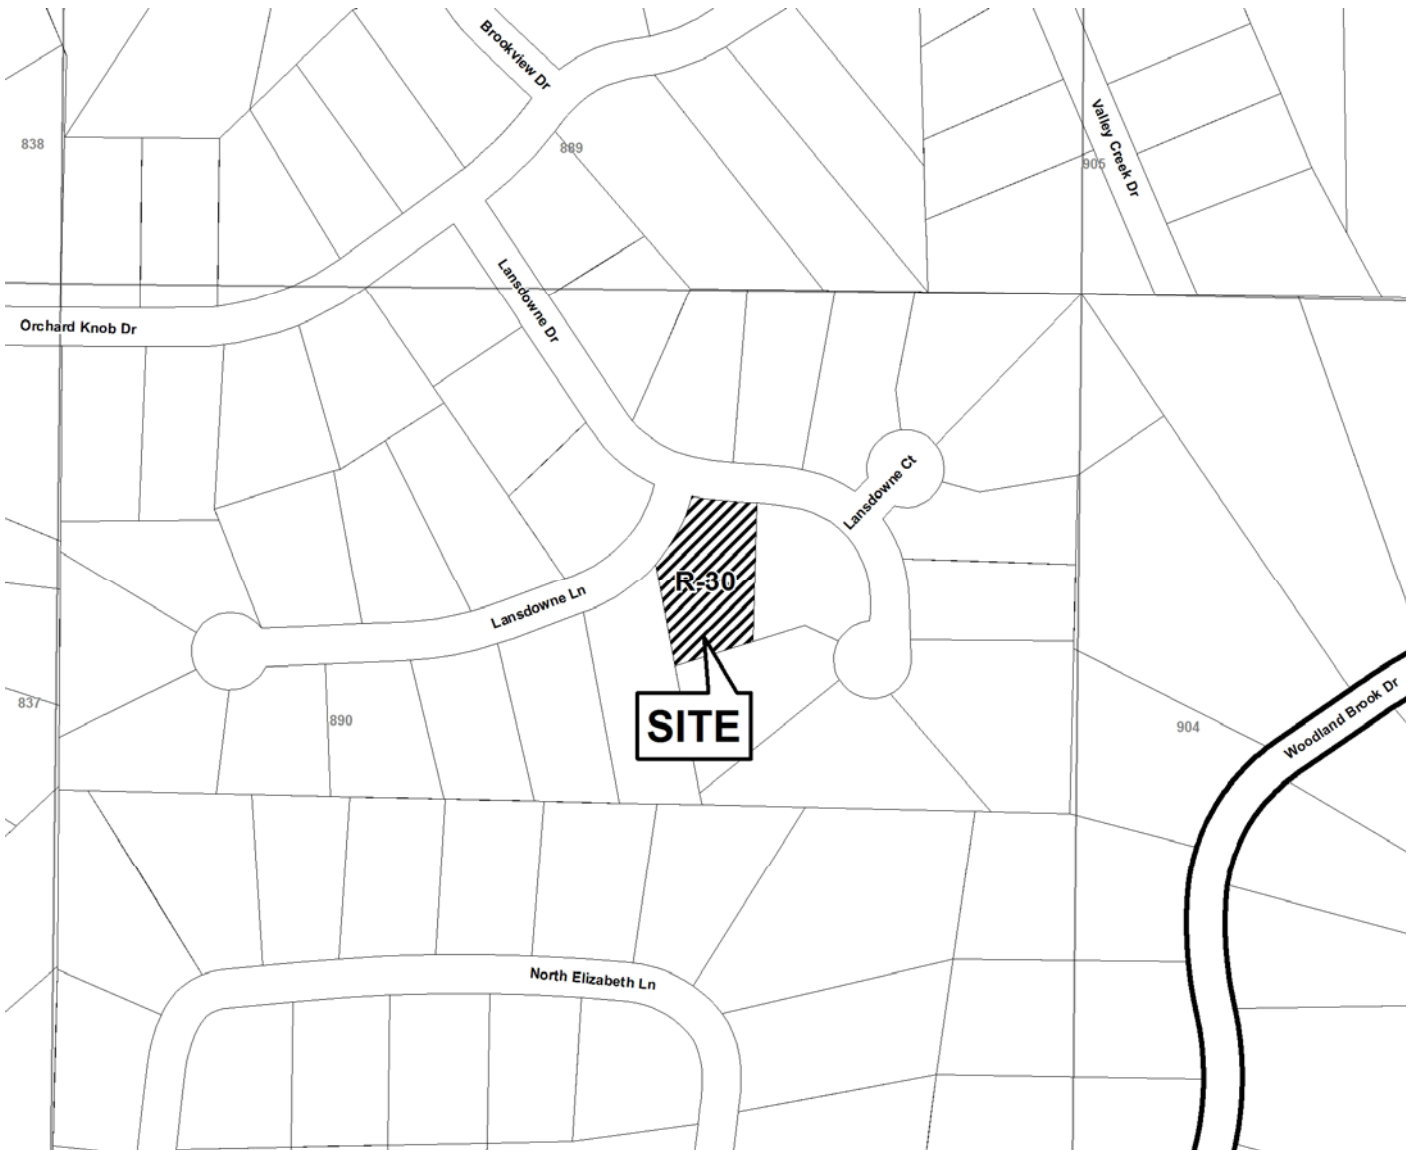 Brookview Dr
838
889
Valley Creek Dr
905
Lansdowne Dr
Orchard Knob Dr
Lansdowne Ct
R-30
Lansdowne Ln
837
890
SITE
904
Woodland Brook Dr
North Elizabeth Ln